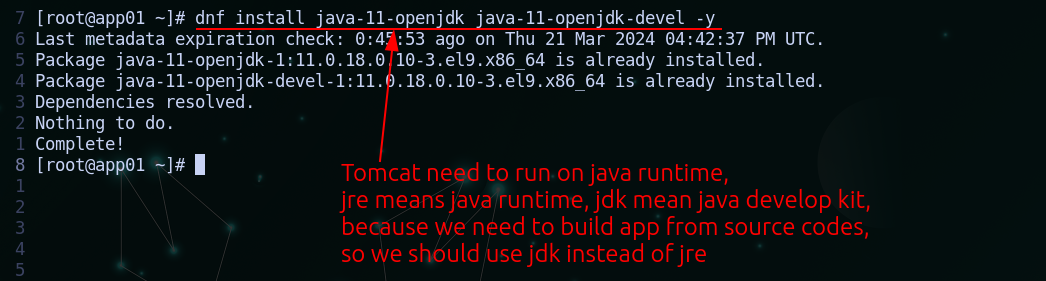 7 [root@app01 ~]# dnf install java-11-openjdk java-11-openjdk-devel -y
6 Last metadata expiration check: 0:45:53 ago on Thu 21 Mar 2024 04:42:37 PM UTC.
5 Package java-11-openjdk-1:11.0.18.0.10-3.el9.x86_64 is already installed.
4 Package java-11-openjdk-devel-1:11.0.18.0.10-3.el9.x86_64 is already installed.
3 Dependencies resolved.
2 Nothing to do.
1 Complete!
8 [root@app01 ~]#
1
Tomcat need to run on java runtime,
2
jre means java runtime, jdk mean java develop kit,
3
because we need to build app from source codes,
4
so we should use jdk instead of jre
5